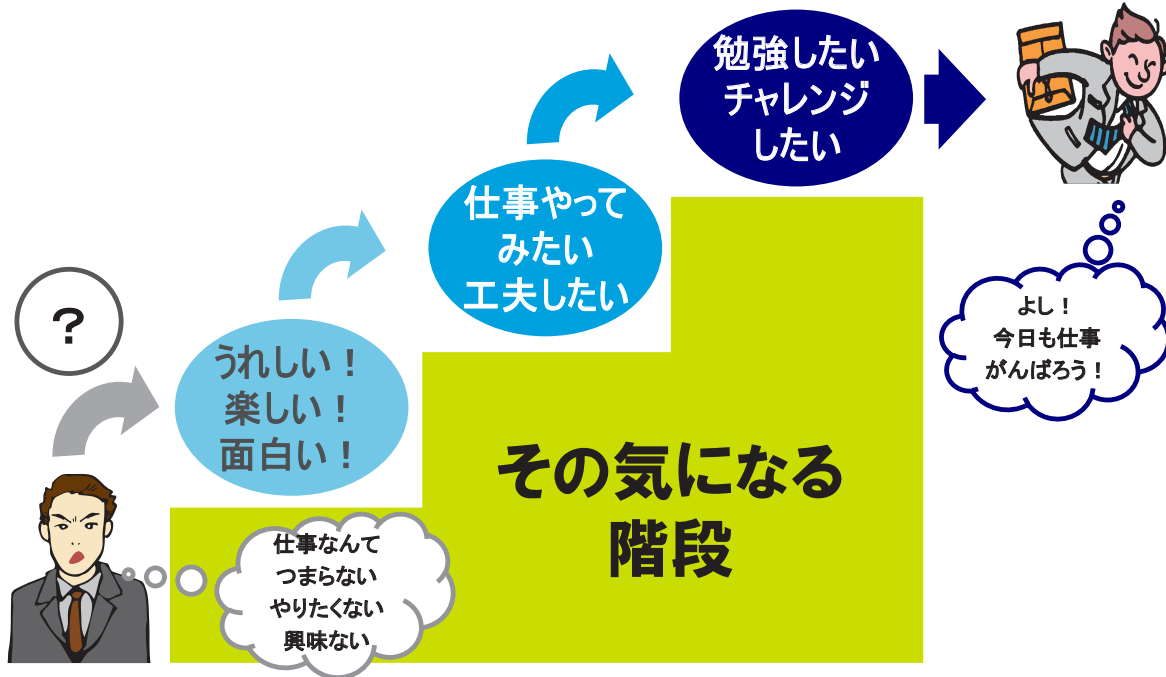 ?
仕事なんて
つまらない
やりたくない
興味ない
うれしい！
楽しい！
面白い！
仕事やって
みたい
工夫したい
勉強したい
チャレンジ
したい
よし！
今日も仕事
がんばろう！
その気になる
階段